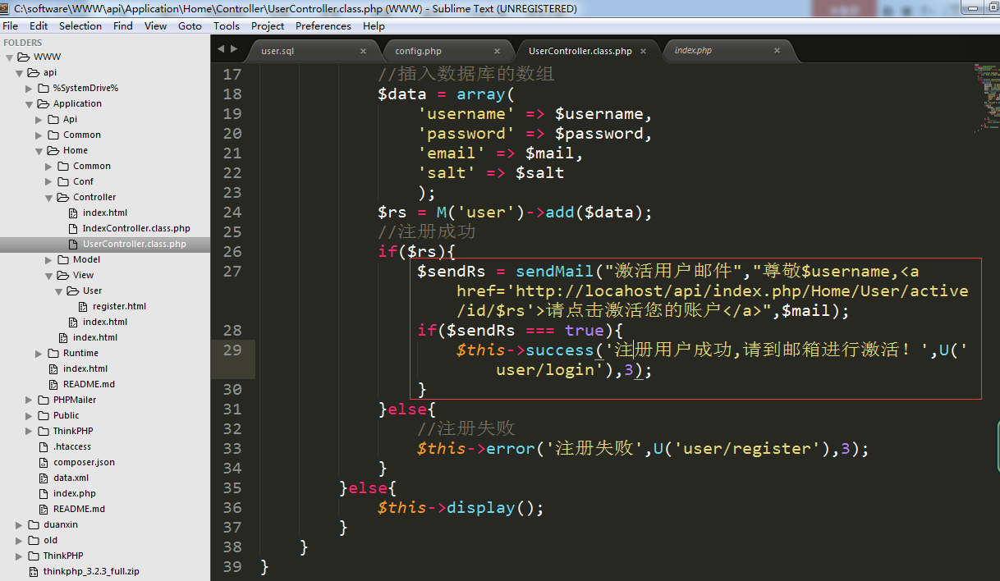 C:\software\WWW\api\Application\Home\Controller\UserController.class.php (WWW) - Sublime Text (UNREGISTERED)
File Edit Selection Find View Goto Tools Project Preferences Help
FOLDERS
WWW
api
%SystemDrive%
Application
Api
Common
Home
Common
Conf
Controller
index.html
IndexController.class.php
UserController.class.php
Model
View
User
register.html
index.html
index.html
Runtime
index.html
README.md
PHPMailer
Public
ThinkPHP
.htaccess
composer.json
data.xml
index.php
README.md
duanxin
old
ThinkPHP
thinkphp_3.2.3_full.zip
user.sql × config.php × UserController.class.php × index.php ×
17 //插入数据库的数组
18 $data = array(
19 'username' => $username,
20 'password' => $password,
21 'email' => $mail,
22 'salt' => $salt
23 );
24 $rs = M('user')->add($data);
25 //注册成功
26 if($rs){
27 $sendRs = sendMail("激活用户邮件","尊敬$username,<a
href='http://locahost/api/index.php/Home/User/active
/id/$rs'>请点击激活您的账户</a>",$mail);
28 if($sendRs === true){
29 $this->success('注册用户成功,请到邮箱进行激活！',U('
user/login'),3);
30 }
31 }else{
32 //注册失败
33 $this->error('注册失败',U('user/register'),3);
34 }
35 }else{
36 $this->display();
37 }
38 }
39 }